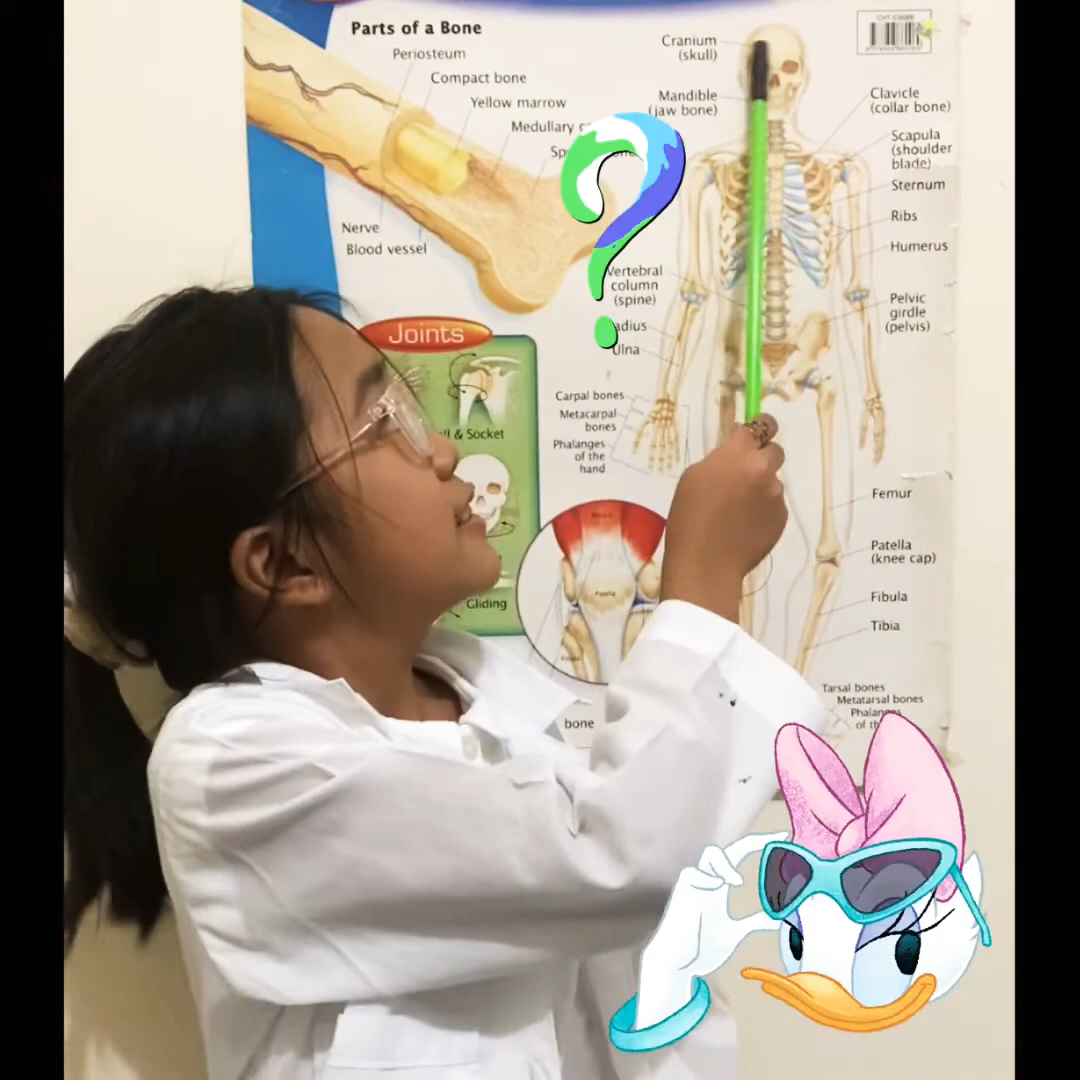 Parts of a Bone
Periosteum
Compact bone
Yellow marrow
Medullary
Nerve
Blood vessel
Joints
& Socket
Gliding
bone
Cranium
(skull)
Mandible
(jaw bone)
Vertebral
column
(spine)
Ulna
Carpal bones
Metacarpal
bones
Phalanges
of the
hand
Clavicle
(collar bone)
Scapula
(shoulder
blade)
Sternum
Ribs
Humerus
Pelvic
girdle
(pelvis)
Femur
Patella
(knee cap)
Fibula
Tibia
Tarsal bones
Metatarsal bones